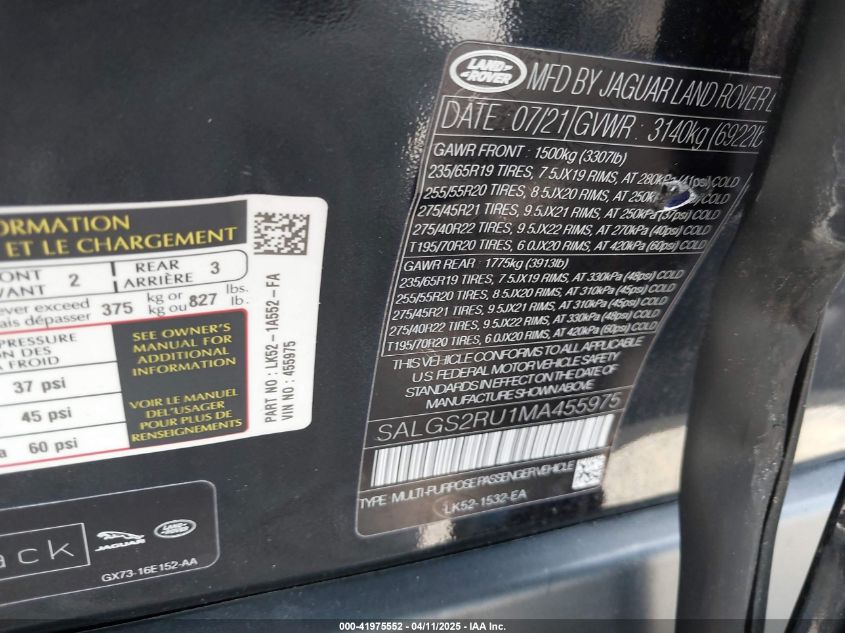 LAND ROVER
MFD BY JAGUAR LAND ROVER L
DATE : 07/21 GVWR : 3140kg (6922lb
GAWR FRONT : 1500kg (3307lb)
235/65R19 TIRES, 7.5JX19 RIMS, AT 280kPa (41psi) COLD
255/55R20 TIRES, 8.5JX20 RIMS, AT 250k COLD
275/45R21 TIRES, 9.5JX21 RIMS, AT 250kPa (37psi) COLD
275/40R22 TIRES, 9.5JX22 RIMS, AT 270kPa (40psi) COLD
T195/70R20 TIRES, 6.0JX20 RIMS, AT 420kPa (60psi) COLD
GAWR REAR : 1775kg (3913lb)
235/65R19 TIRES, 7.5JX19 RIMS, AT 330kPa (48psi) COLD
255/55R20 TIRES, 8.5JX20 RIMS, AT 310kPa (45psi) COLD
275/45R21 TIRES, 9.5JX21 RIMS, AT 310kPa (45psi) COLD
275/40R22 TIRES, 9.5JX22 RIMS, AT 330kPa (48psi) COLD
T195/70R20 TIRES, 6.0JX20 RIMS, AT 420kPa (60psi) COLD
THIS VEHICLE CONFORMS TO ALL APPLICABLE
U.S. FEDERAL MOTOR VEHICLE SAFETY
STANDARDS IN EFFECT ON THE DATE OF
MANUFACTURE SHOWN ABOVE
SALGS2RU1MA455975
TYPE : MULTI-PURPOSE PASSENGER VEHICLE
LK52-1532-EA
ORMATION
ET LE CHARGEMENT
RONT 2 REAR 3
VANT ARRIÈRE
ever exceed 375 kg or 827 lbs.
ais dépasser kg ou lb.
PRESSURE
ON DES
À FROID
37 psi
45 psi
60 psi
SEE OWNER'S
MANUAL FOR
ADDITIONAL
INFORMATION
VOIR LE MANUEL
DEL'USAGER
POUR PLUS DE
RENSEIGNEMENTS
PART NO : LK52-1A552-FA
VIN NO : 455975
ack JAGUAR LAND ROVER
GX73-16E152-AA
000-41975552 / 04/11/2025 - IAA Inc.